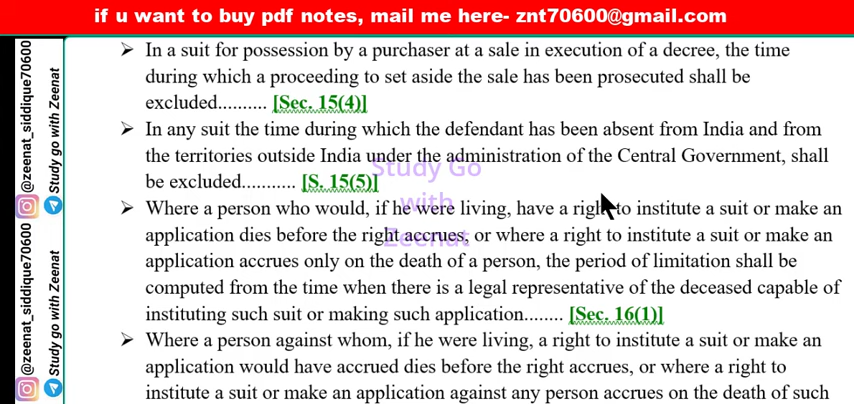 if u want to buy pdf notes, mail me here- znt70600@gmail.com
➢ In a suit for possession by a purchaser at a sale in execution of a decree, the time
during which a proceeding to set aside the sale has been prosecuted shall be
excluded.......... [Sec. 15(4)]
➢ In any suit the time during which the defendant has been absent from India and from
the territories outside India under the administration of the Central Government, shall
be excluded........... [S. 15(5)]
➢ Where a person who would, if he were living, have a right to institute a suit or make an
application dies before the right accrues, or where a right to institute a suit or make an
application accrues only on the death of a person, the period of limitation shall be
computed from the time when there is a legal representative of the deceased capable of
instituting such suit or making such application........ [Sec. 16(1)]
➢ Where a person against whom, if he were living, a right to institute a suit or make an
application would have accrued dies before the right accrues, or where a right to
institute a suit or make an application against any person accrues on the death of such
Study Go
with
Zeenat
@zeenat_siddique70600
Study go with Zeenat
@zeenat_siddique70600
Study go with Zeenat